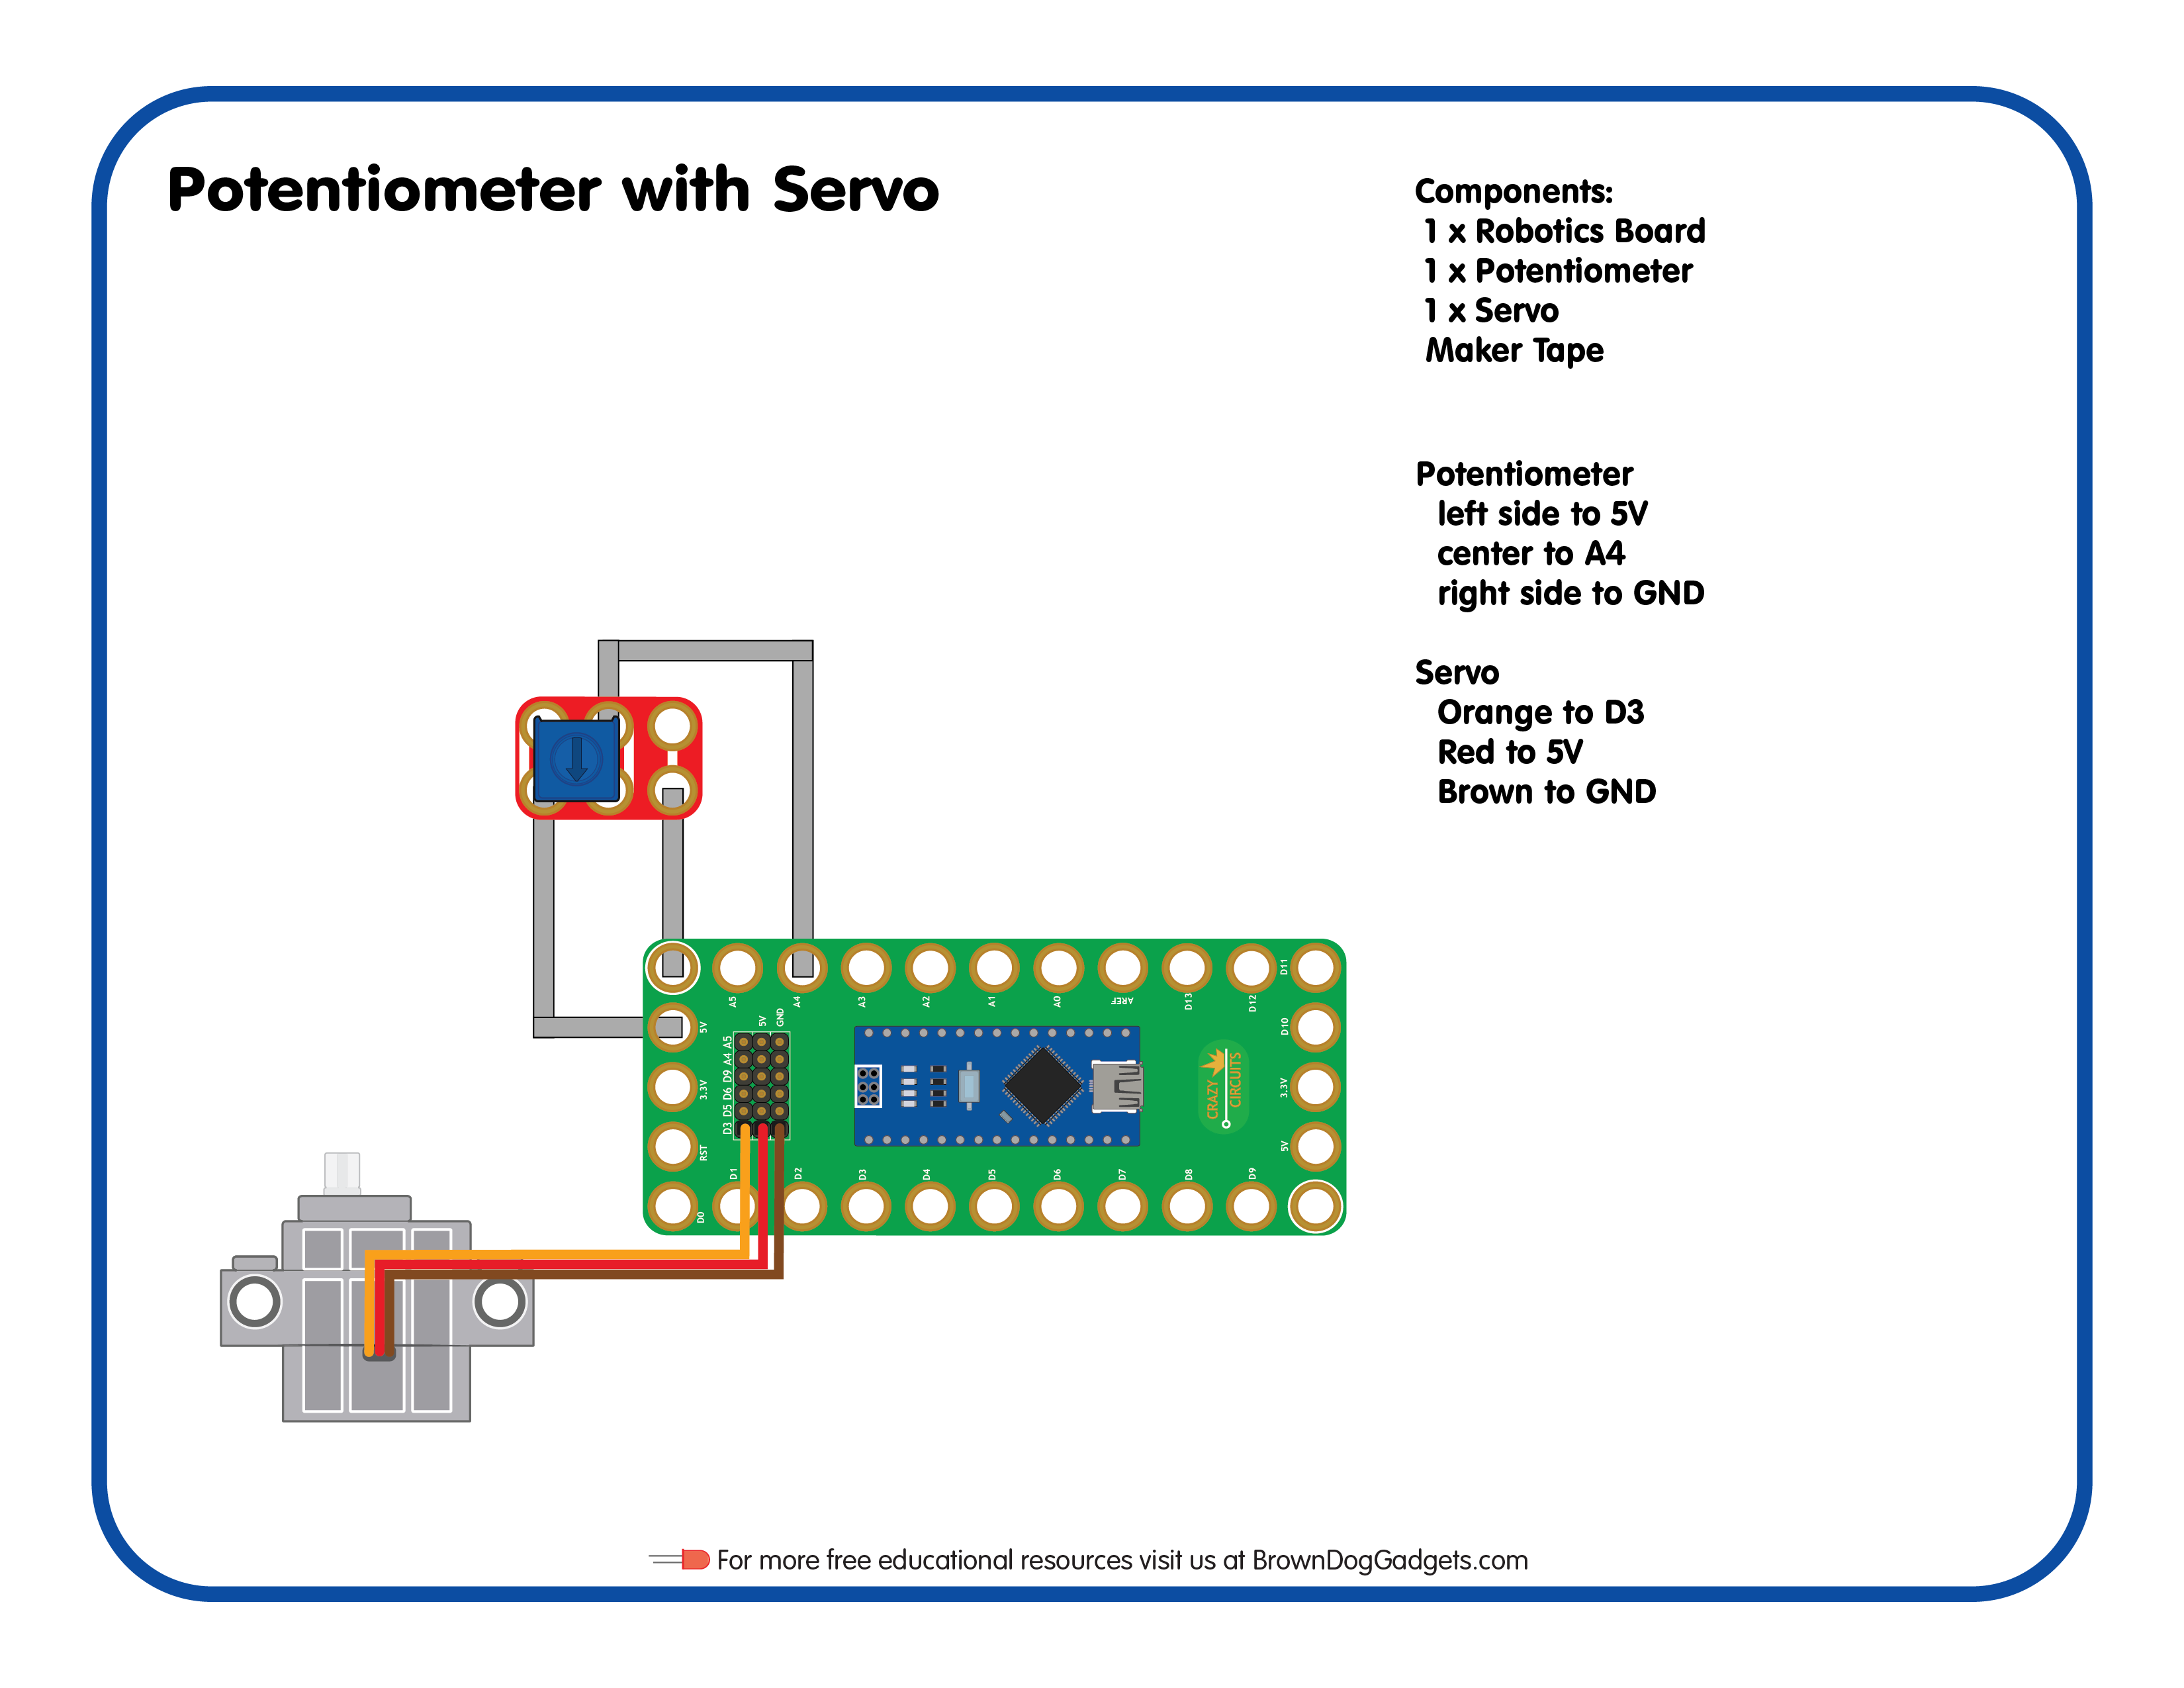 Potentiometer with Servo
Components:
1 x Robotics Board
1 x Potentiometer
1 x Servo
Maker Tape
Potentiometer
left side to 5V
center to A4
right side to GND
Servo
Orange to D3
Red to 5V
Brown to GND
A5
A4
A3
A2
A1
A0
AREF
D13
D12
D11
5V
3.3V
RST
D0
5V
GND
A5
A4
D9
D6
D5
D3
CRAZY
CIRCUITS
D10
3.3V
5V
D1
D2
D3
D4
D5
D6
D7
D8
D9
For more free educational resources visit us at BrownDogGadgets.com